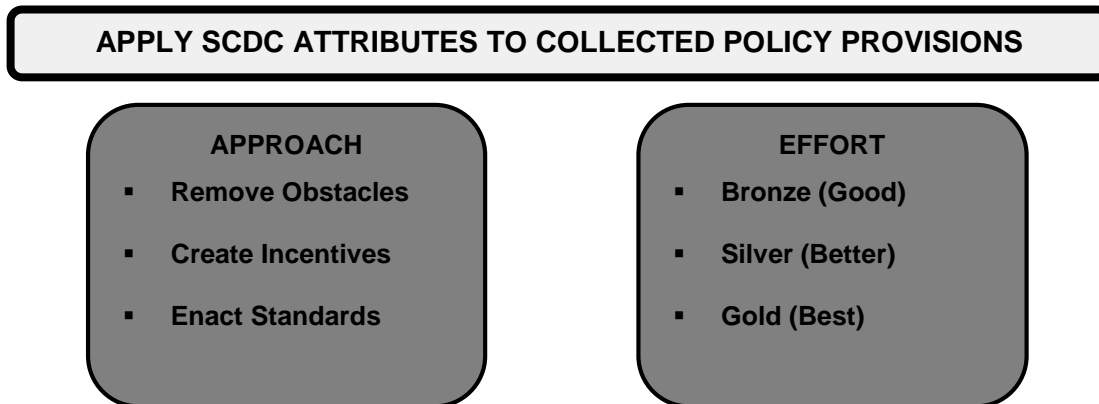 APPLY SCDC ATTRIBUTES TO COLLECTED POLICY PROVISIONS
APPROACH
▪ Remove Obstacles
▪ Create Incentives
▪ Enact Standards
EFFORT
▪ Bronze (Good)
▪ Silver (Better)
▪ Gold (Best)